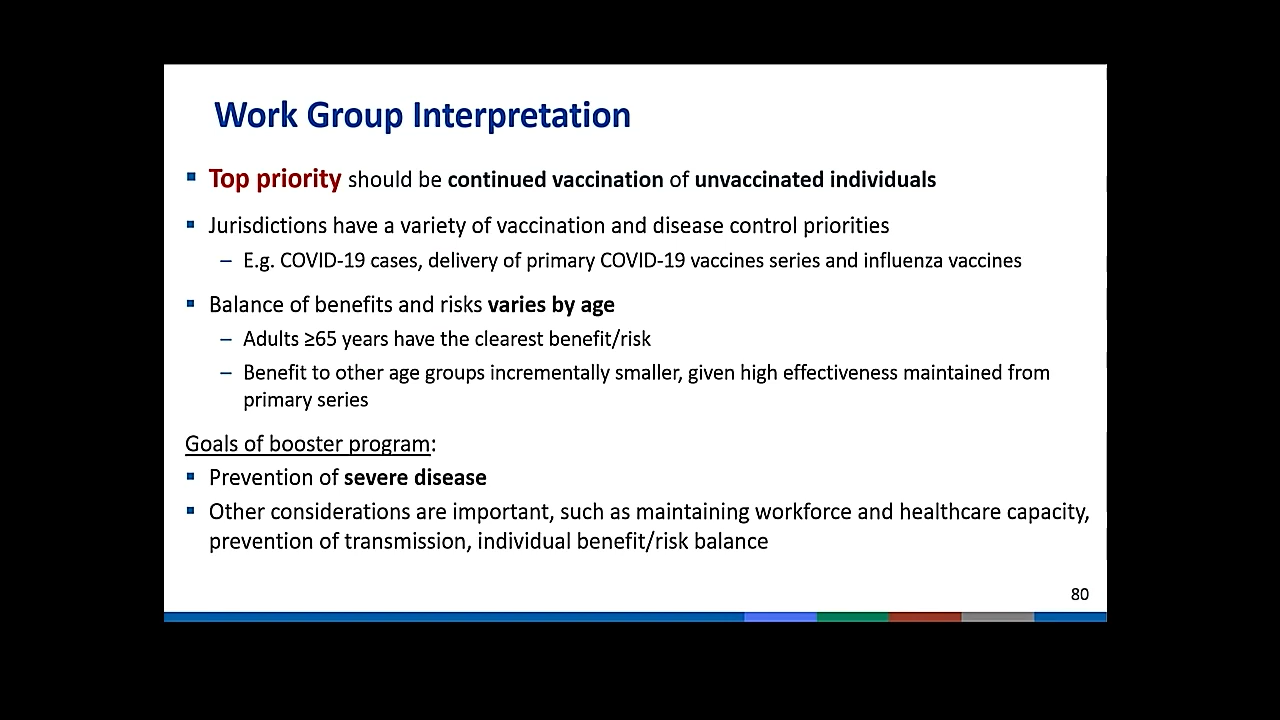 Work Group Interpretation
▪ Top priority should be continued vaccination of unvaccinated individuals
▪ Jurisdictions have a variety of vaccination and disease control priorities
– E.g. COVID-19 cases, delivery of primary COVID-19 vaccines series and influenza vaccines
▪ Balance of benefits and risks varies by age
– Adults ≥65 years have the clearest benefit/risk
– Benefit to other age groups incrementally smaller, given high effectiveness maintained from
primary series
Goals of booster program:
▪ Prevention of severe disease
▪ Other considerations are important, such as maintaining workforce and healthcare capacity,
prevention of transmission, individual benefit/risk balance
80